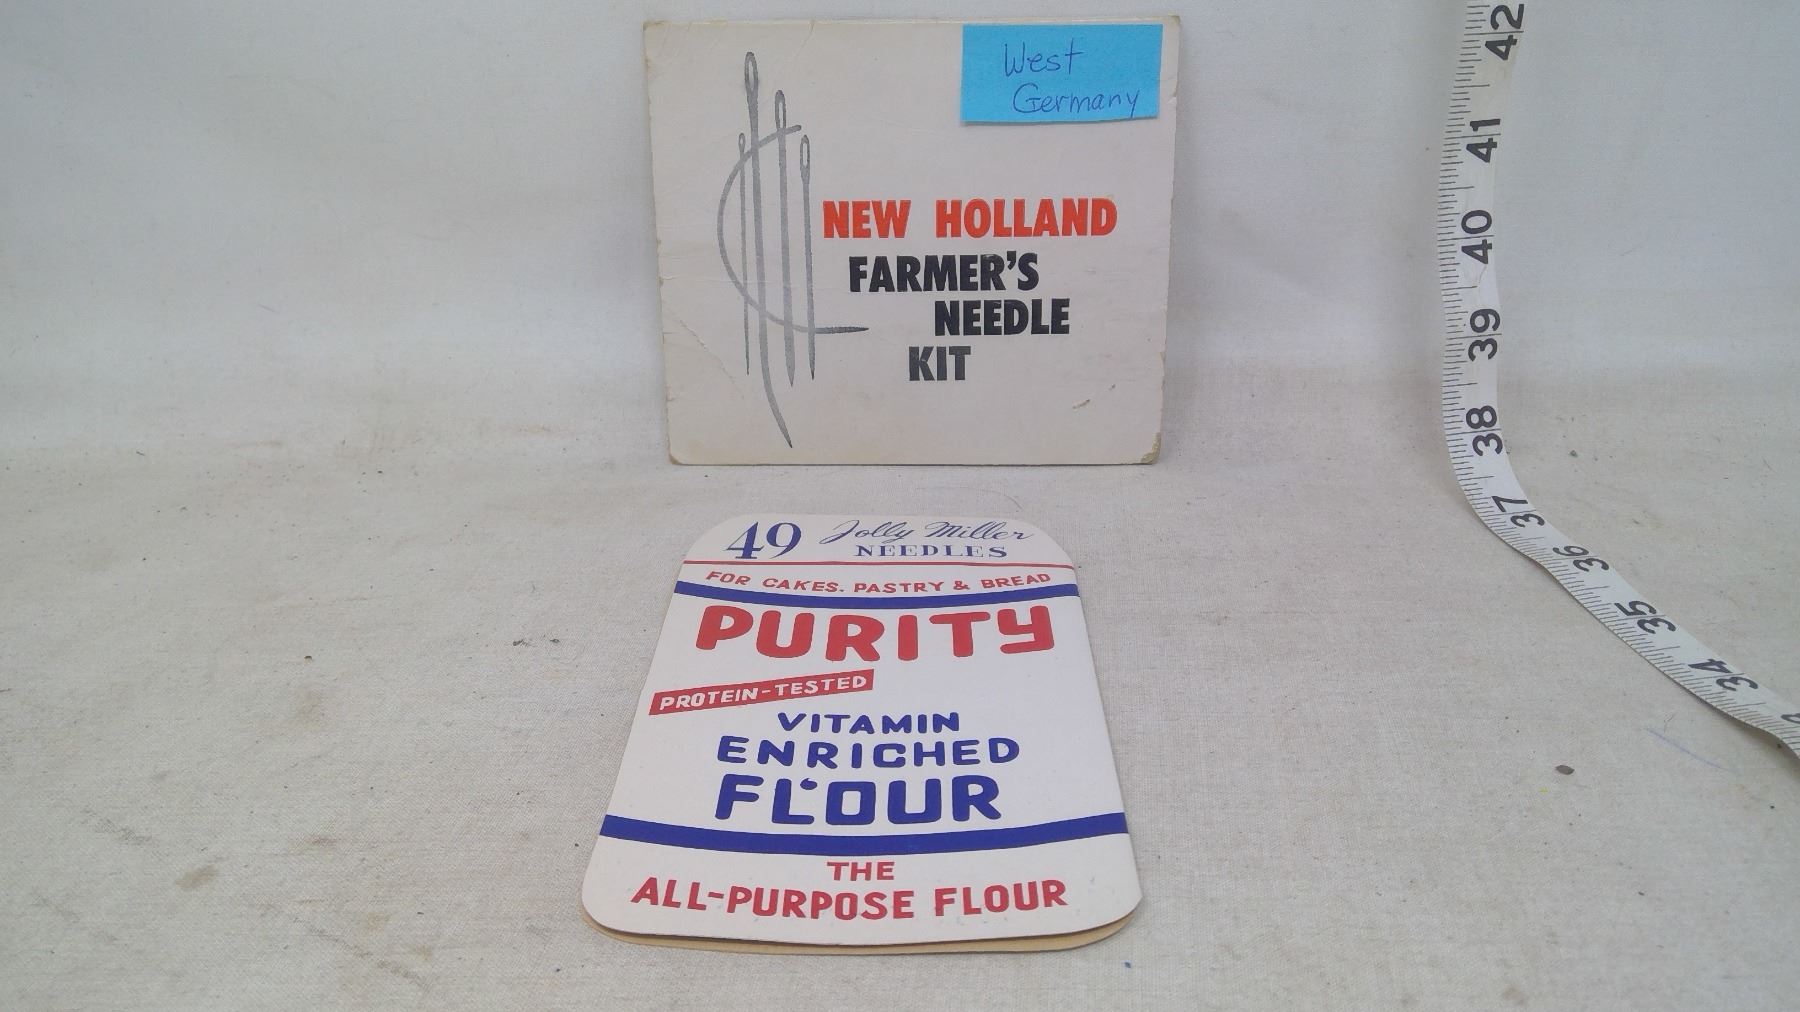 West
Germany
NEW HOLLAND
FARMER'S
NEEDLE
KIT
49 Jolly Miller
NEEDLES
FOR CAKES, PASTRY & BREAD
PURITY
PROTEIN-TESTED
VITAMIN
ENRICHED
FLOUR
THE
ALL-PURPOSE FLOUR
42
41
40
39
38
37
36
35
34